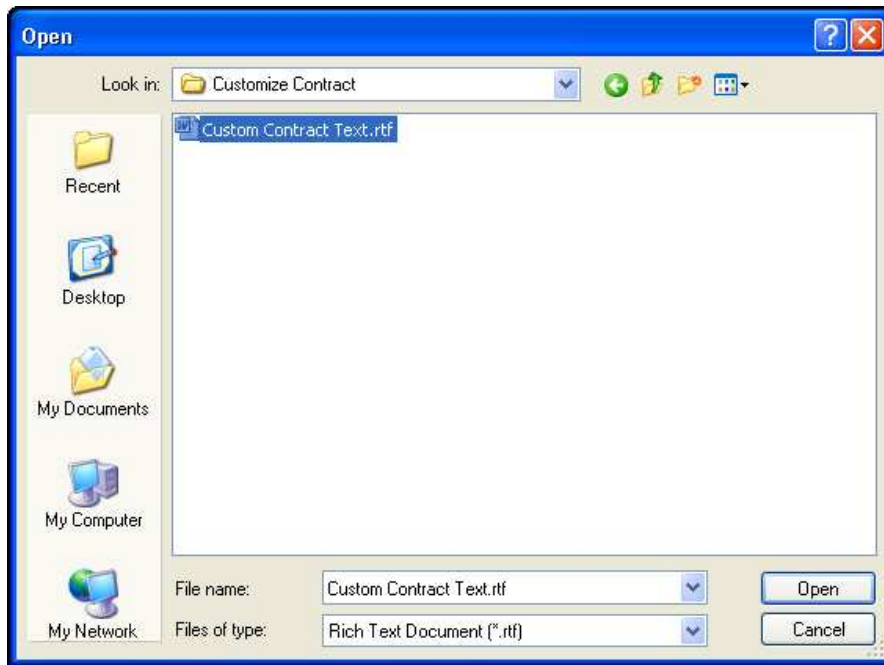 Open
Look in: Customize Contract
Custom Contract Text.rtf
Recent
Desktop
My Documents
My Computer
My Network
File name: Custom Contract Text.rtf Open
Files of type: Rich Text Document (*.rtf) Cancel